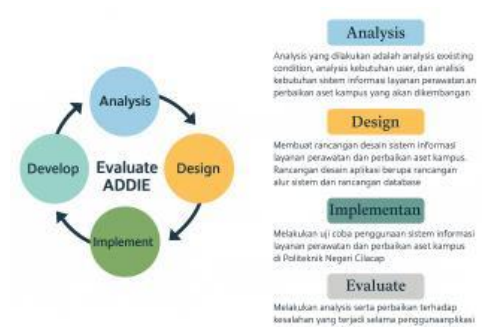 Analysis
Develop
Evaluate
ADDIE
Design
Implement
Analysis
Analysis yang dilakukan adalah analysis exsisting
condition, analysis kebutuhan user, dan analisis
kebutuhan sistem informasi layanan perawatan an
perbaikan aset kampus yang akan dikembangan
Design
Membuat rancangan desain sistem informasi
layanan perawatan dan perbaikan aset kampus.
Rancangan desain aplikasi berupa rancangan
alur sistem dan rancangan database
Implementan
Melakukan uji coba penggunaan sistem informasi
layanan perawatan dan perbaikan aset kampus
di Politeknik Negeri Cilacap
Evaluate
Melakukan analysis serta perbaikan terhadap
kesalahan yang terjadi selama penggunaanplikasi